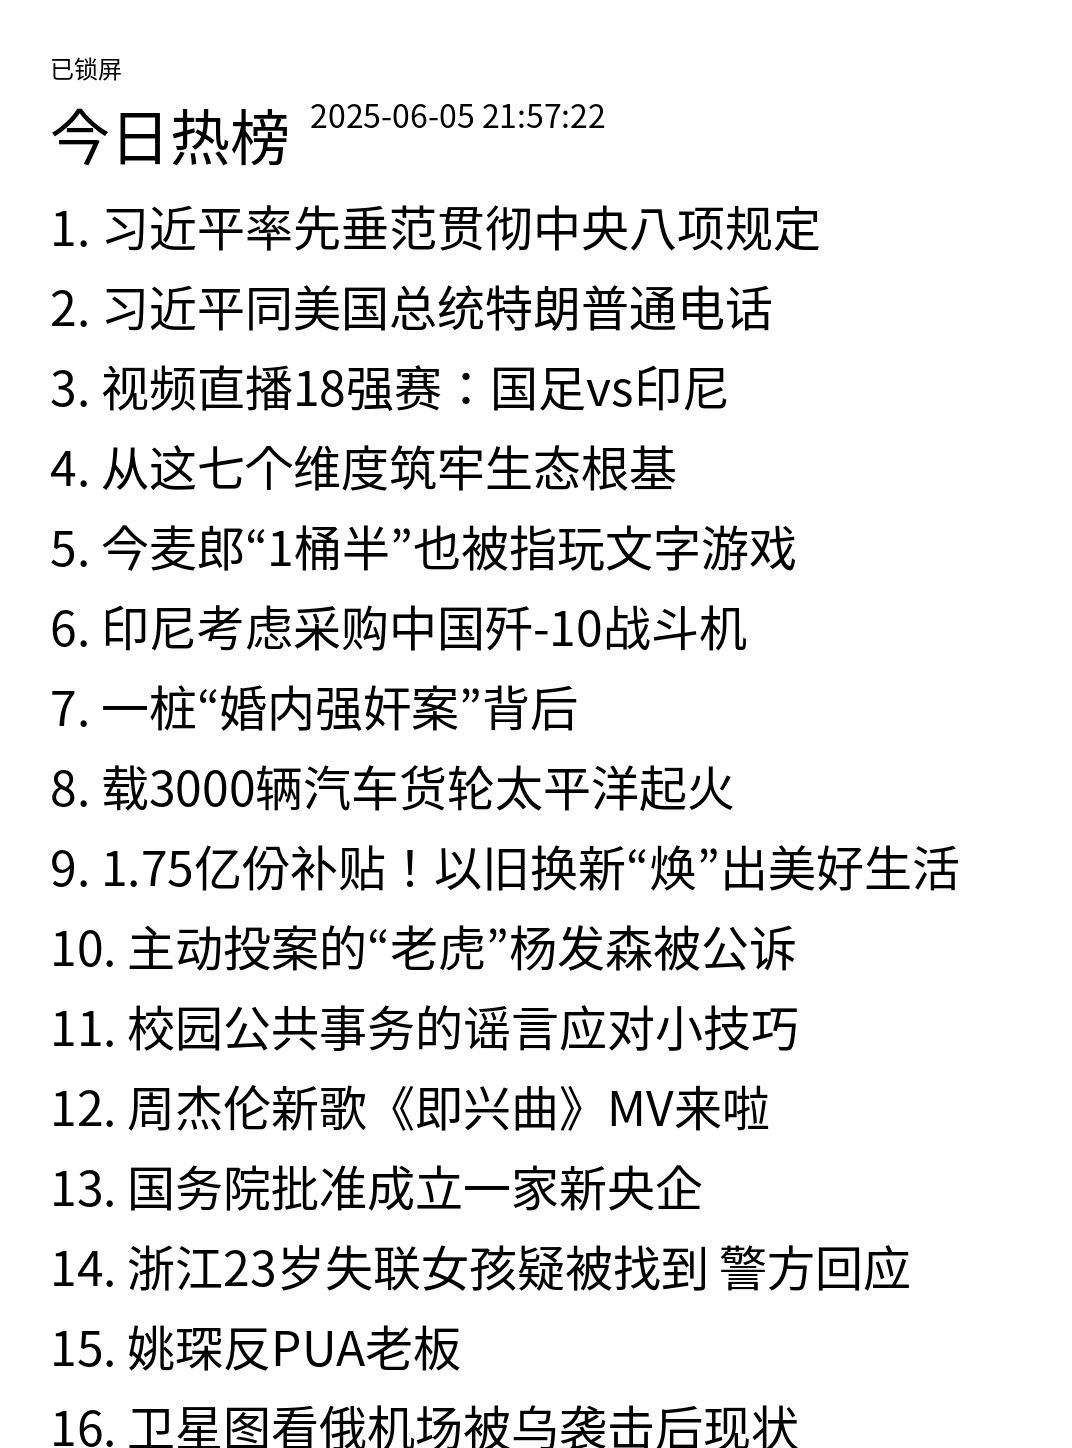 已锁屏
今日热榜 2025-06-05 21:57:22
1. 习近平率先垂范贯彻中央八项规定
2. 习近平同美国总统特朗普通电话
3. 视频直播18强赛：国足vs印尼
4. 从这七个维度筑牢生态根基
5. 今麦郎“1桶半”也被指玩文字游戏
6. 印尼考虑采购中国歼-10战斗机
7. 一桩“婚内强奸案”背后
8. 载3000辆汽车货轮太平洋起火
9. 1.75亿份补贴！以旧换新“焕”出美好生活
10. 主动投案的“老虎”杨发森被公诉
11. 校园公共事务的谣言应对小技巧
12. 周杰伦新歌《即兴曲》MV来啦
13. 国务院批准成立一家新央企
14. 浙江23岁失联女孩疑被找到 警方回应
15. 姚琛反PUA老板
16. 卫星图看俄机场被乌袭击后现状